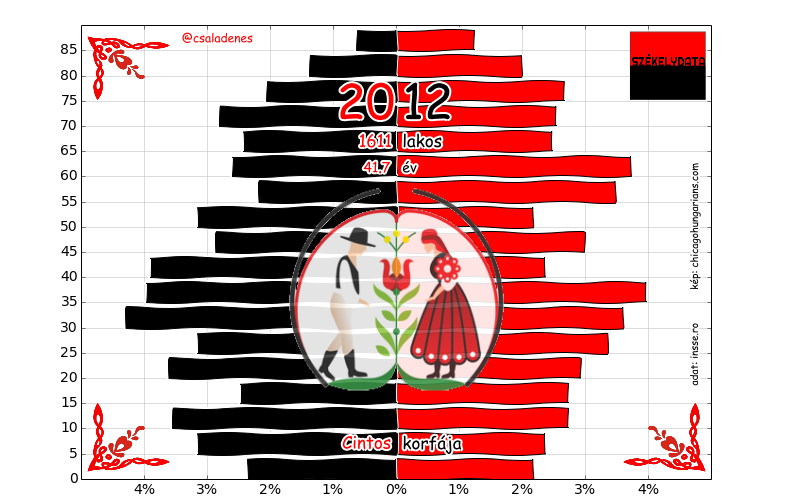 @csaladenes
SZÉKELYDATA
2012
1611 lakos
41.7 év
kép: chicagohungarians.com
adat: insse.ro
Cintos korfája
85
80
75
70
65
60
55
50
45
40
35
30
25
20
15
10
5
0
4% 3% 2% 1% 0% 1% 2% 3% 4%